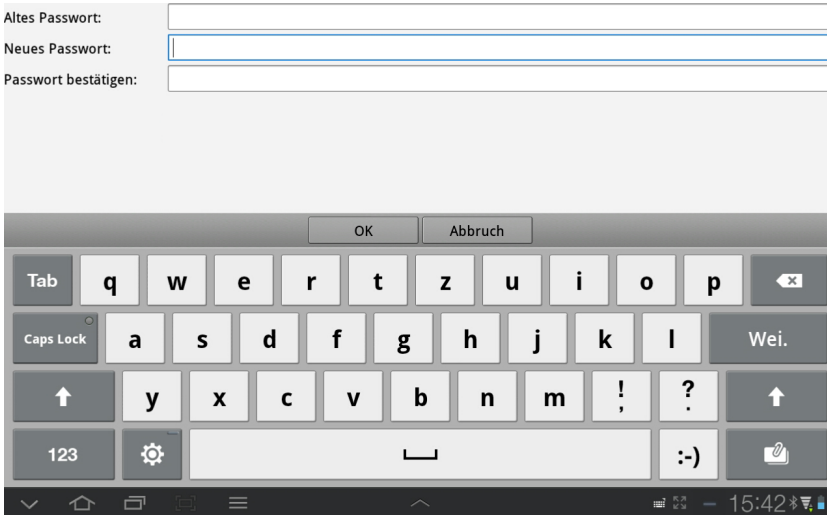 Altes Passwort:
Neues Passwort:
Passwort bestätigen:
OK Abbruch
Tab q w e r t z u i o p
Caps Lock a s d f g h j k l Wei.
y x c v b n m ! , ? .
123 :-)
15:42